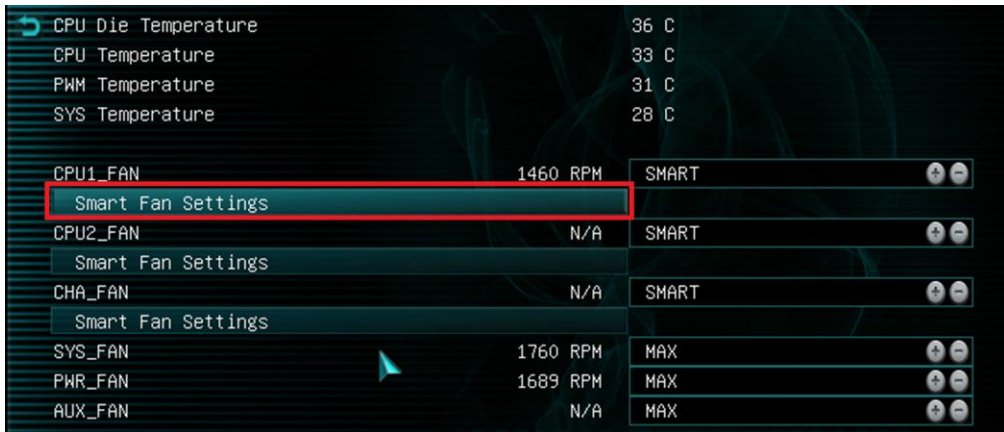 CPU Die Temperature 36 C
CPU Temperature 33 C
PWM Temperature 31 C
SYS Temperature 28 C
CPU1_FAN 1460 RPM SMART
Smart Fan Settings
CPU2_FAN N/A SMART
Smart Fan Settings
CHA_FAN N/A SMART
Smart Fan Settings
SYS_FAN 1760 RPM MAX
PWR_FAN 1689 RPM MAX
AUX_FAN N/A MAX